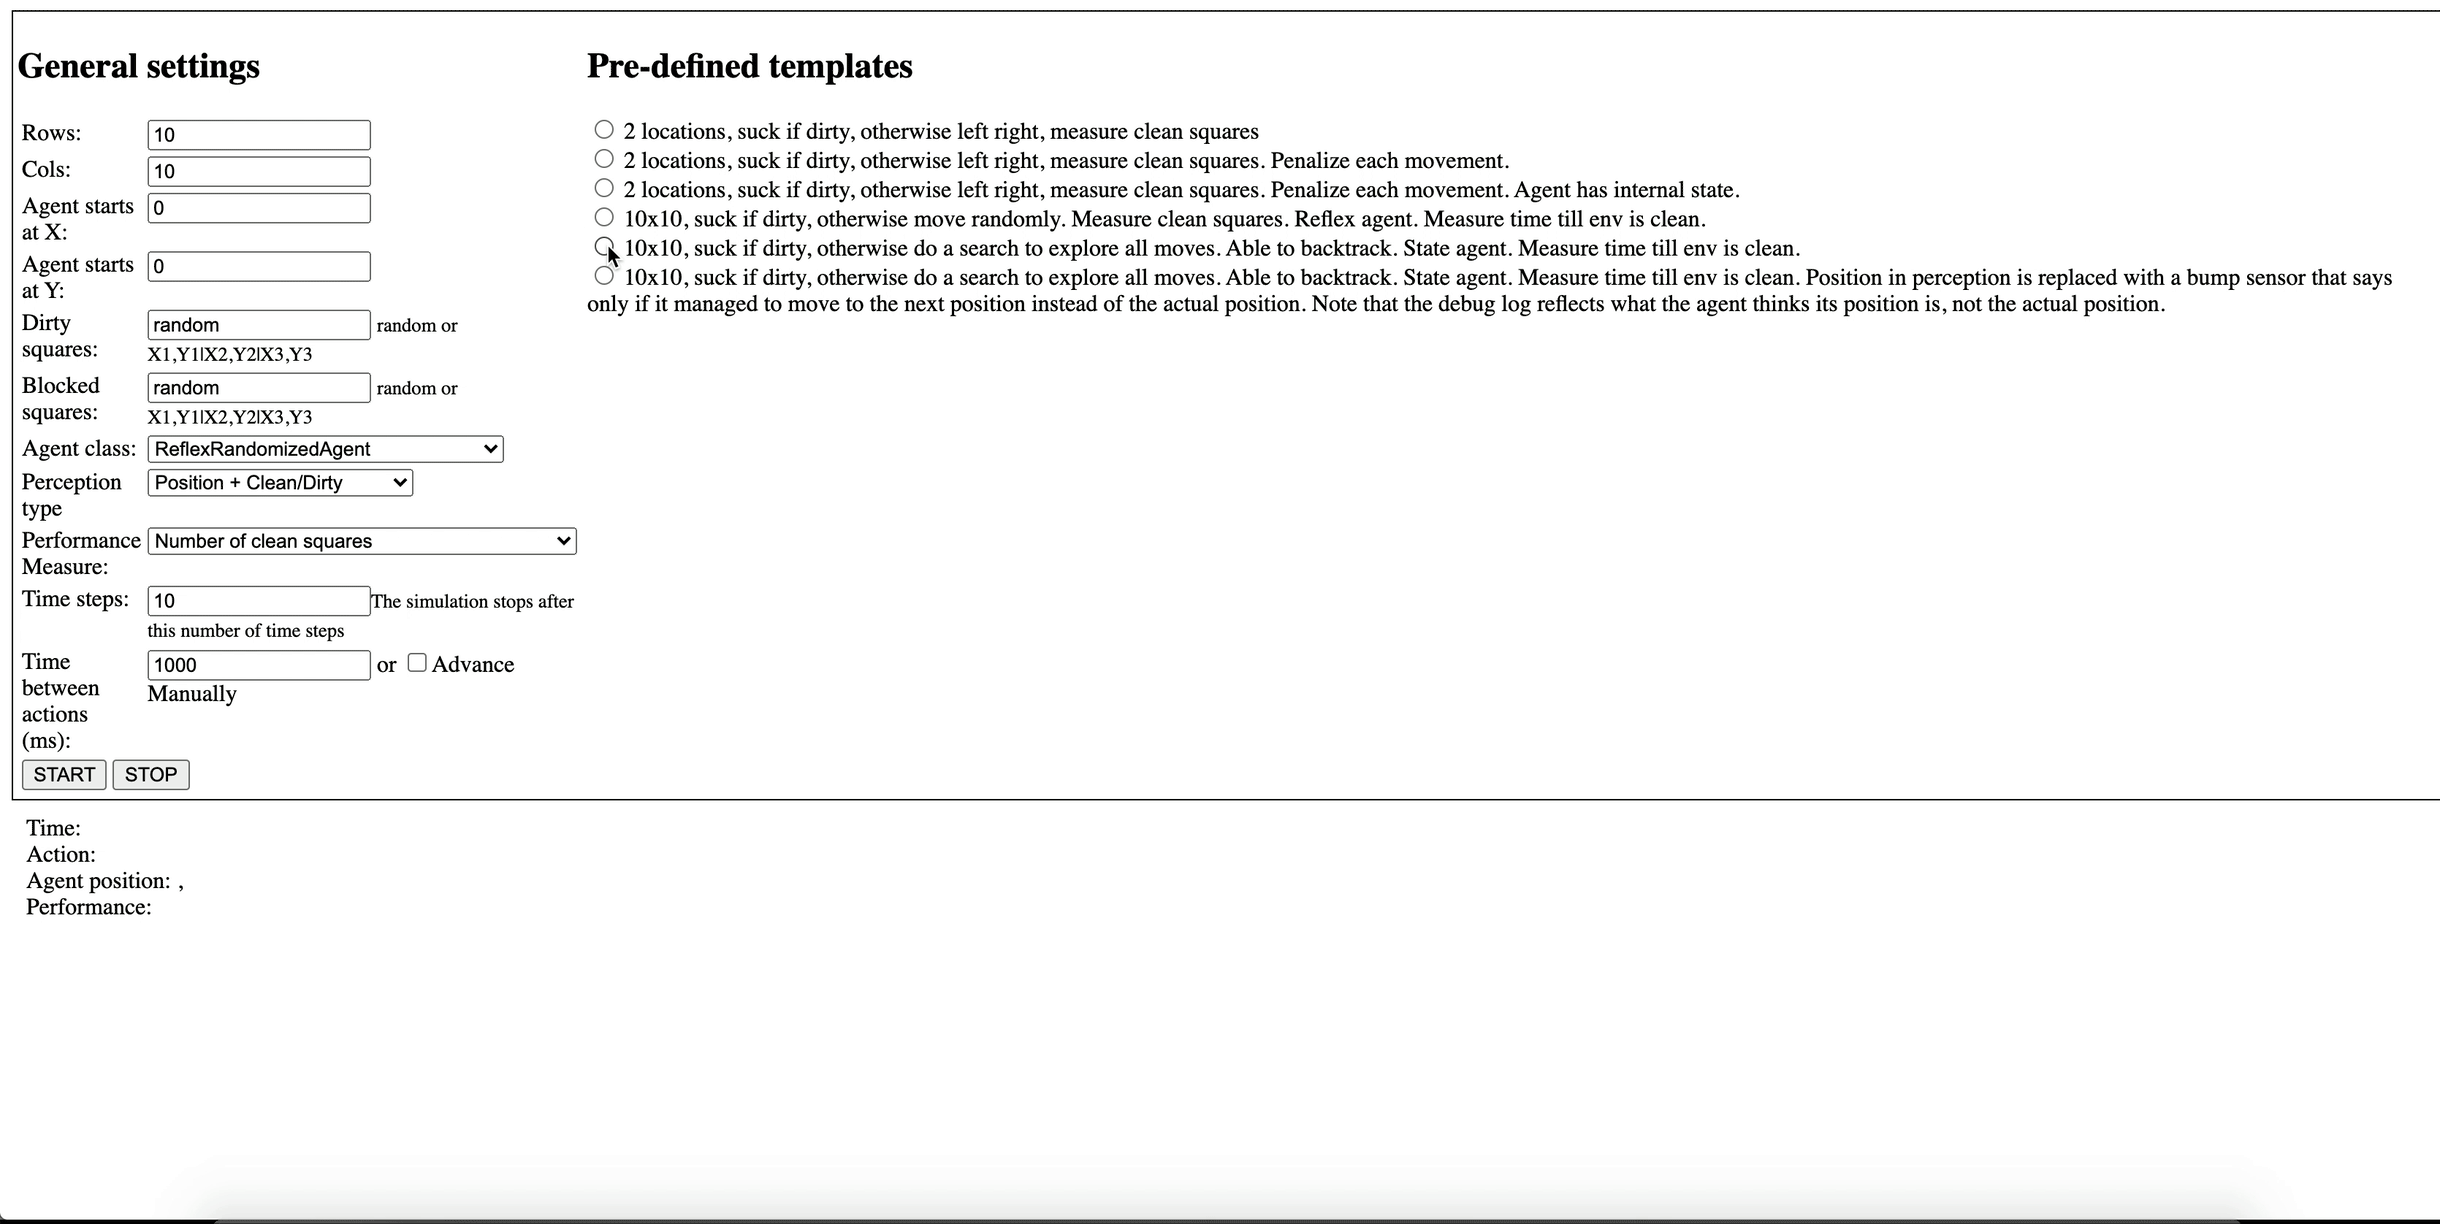 General settings
Rows: 10
Cols: 10
Agent starts at X: 0
Agent starts at Y: 0
Dirty squares: random random or
X1,Y1|X2,Y2|X3,Y3
Blocked squares: random random or
X1,Y1|X2,Y2|X3,Y3
Agent class: ReflexRandomizedAgent
Perception type Position + Clean/Dirty
Performance Measure: Number of clean squares
Time steps: 10 The simulation stops after
this number of time steps
Time between actions (ms): 1000 or Advance
Manually
START STOP
Pre-defined templates
2 locations, suck if dirty, otherwise left right, measure clean squares
2 locations, suck if dirty, otherwise left right, measure clean squares. Penalize each movement.
2 locations, suck if dirty, otherwise left right, measure clean squares. Penalize each movement. Agent has internal state.
10x10, suck if dirty, otherwise move randomly. Measure clean squares. Reflex agent. Measure time till env is clean.
10x10, suck if dirty, otherwise do a search to explore all moves. Able to backtrack. State agent. Measure time till env is clean.
10x10, suck if dirty, otherwise do a search to explore all moves. Able to backtrack. State agent. Measure time till env is clean. Position in perception is replaced with a bump sensor that says
only if it managed to move to the next position instead of the actual position. Note that the debug log reflects what the agent thinks its position is, not the actual position.
Time:
Action:
Agent position: ,
Performance: